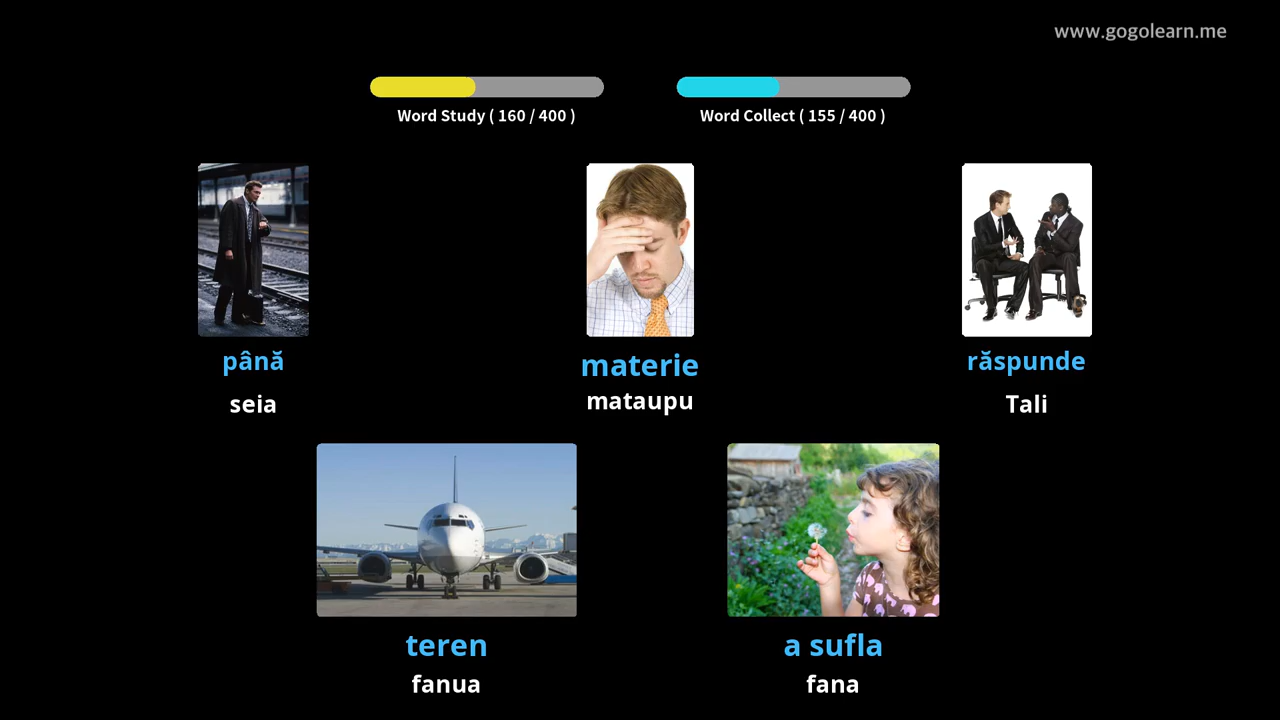 www.gogolearn.me
Word Study ( 160 / 400 )
Word Collect ( 155 / 400 )
până
materie
răspunde
seia
mataupu
Tali
teren
a sufla
fanua
fana